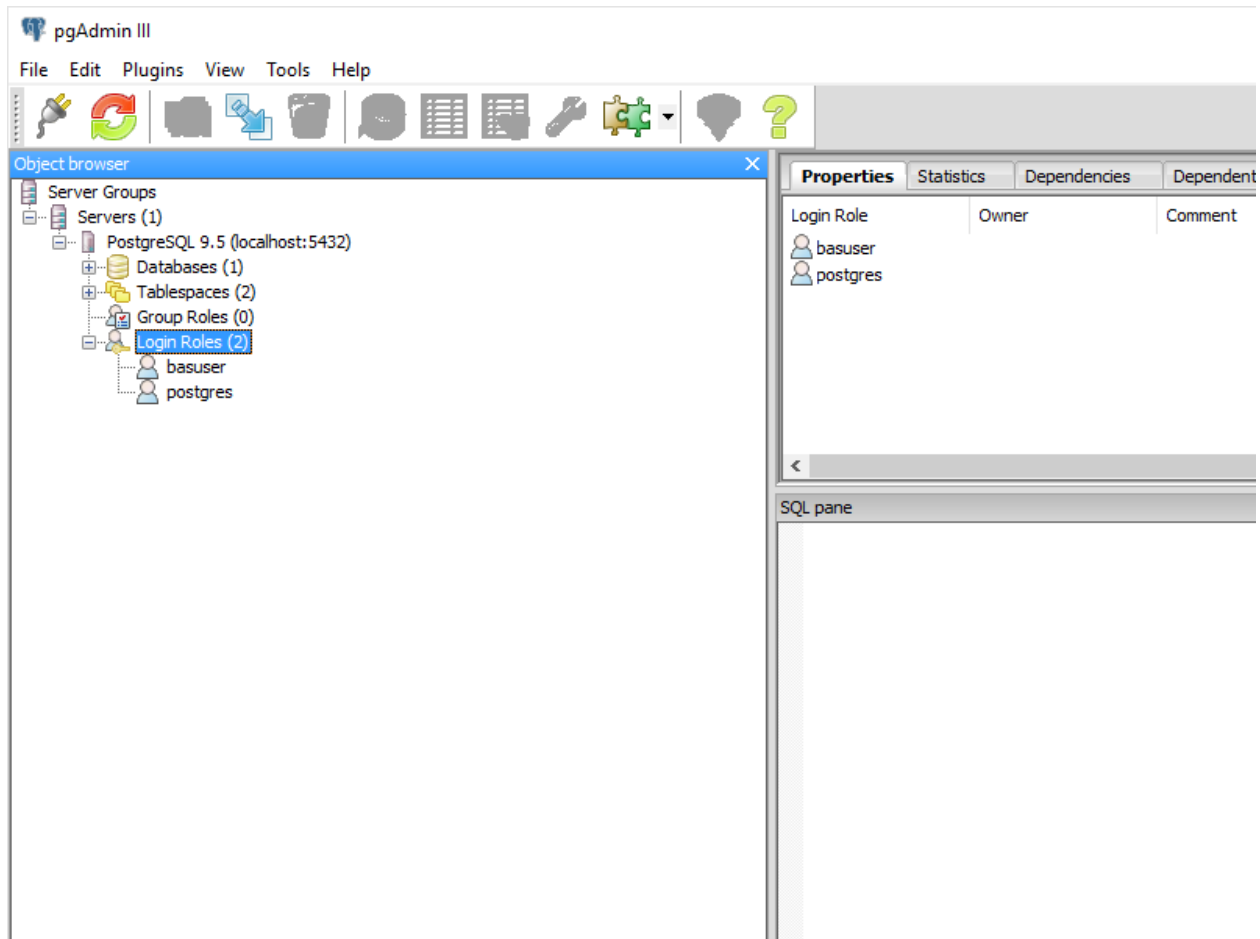 pgAdmin III
File Edit Plugins View Tools Help
Object browser
Server Groups
Servers (1)
PostgreSQL 9.5 (localhost:5432)
Databases (1)
Tablespaces (2)
Group Roles (0)
Login Roles (2)
basuser
postgres
Properties Statistics Dependencies Dependent
Login Role Owner Comment
basuser
postgres
SQL pane